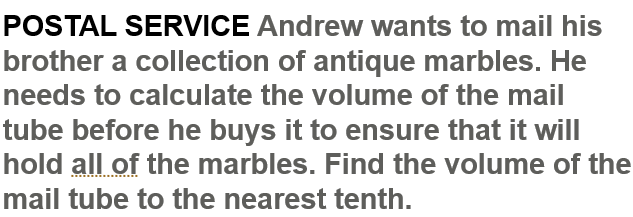 POSTAL SERVICE Andrew wants to mail his
brother a collection of antique marbles. He
needs to calculate the volume of the mail
tube before he buys it to ensure that it will
hold all of the marbles. Find the volume of the
mail tube to the nearest tenth.